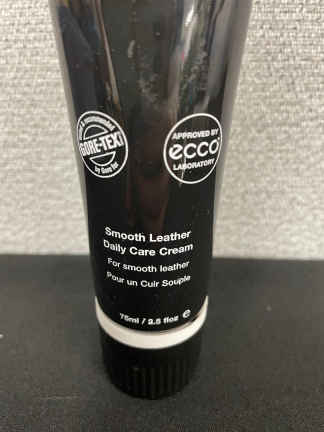 GORE-TEX
APPROVED BY
ecco
LABORATORY
Smooth Leather
Daily Care Cream
For smooth leather
Pour un Cuir Souple
75ml / 2.5 floz e